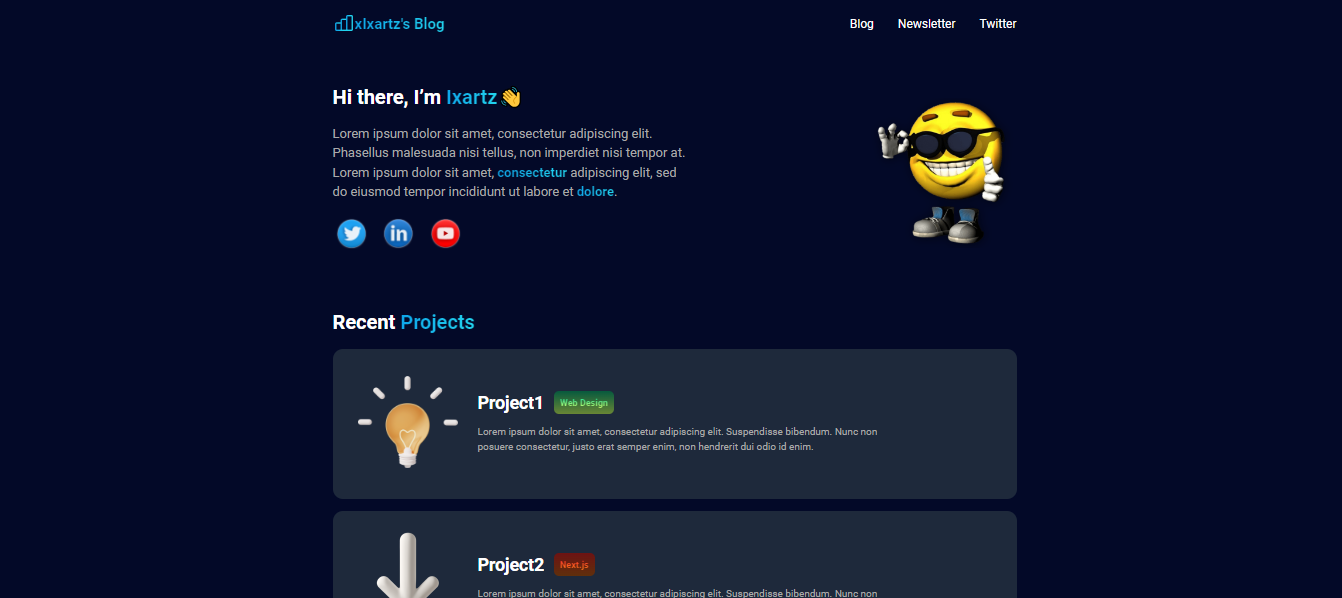 xIxartz's Blog
Blog
Newsletter
Twitter
Hi there, I’m Ixartz 👋
Lorem ipsum dolor sit amet, consectetur adipiscing elit.
Phasellus malesuada nisi tellus, non imperdiet nisi tempor at.
Lorem ipsum dolor sit amet, consectetur adipiscing elit, sed
do eiusmod tempor incididunt ut labore et dolore.
in
Recent Projects
Project1
Web Design
Lorem ipsum dolor sit amet, consectetur adipiscing elit. Suspendisse bibendum. Nunc non
posuere consectetur, justo erat semper enim, non hendrerit dui odio id enim.
Project2
Next.js
Lorem ipsum dolor sit amet, consectetur adipiscing elit. Suspendisse bibendum. Nunc non